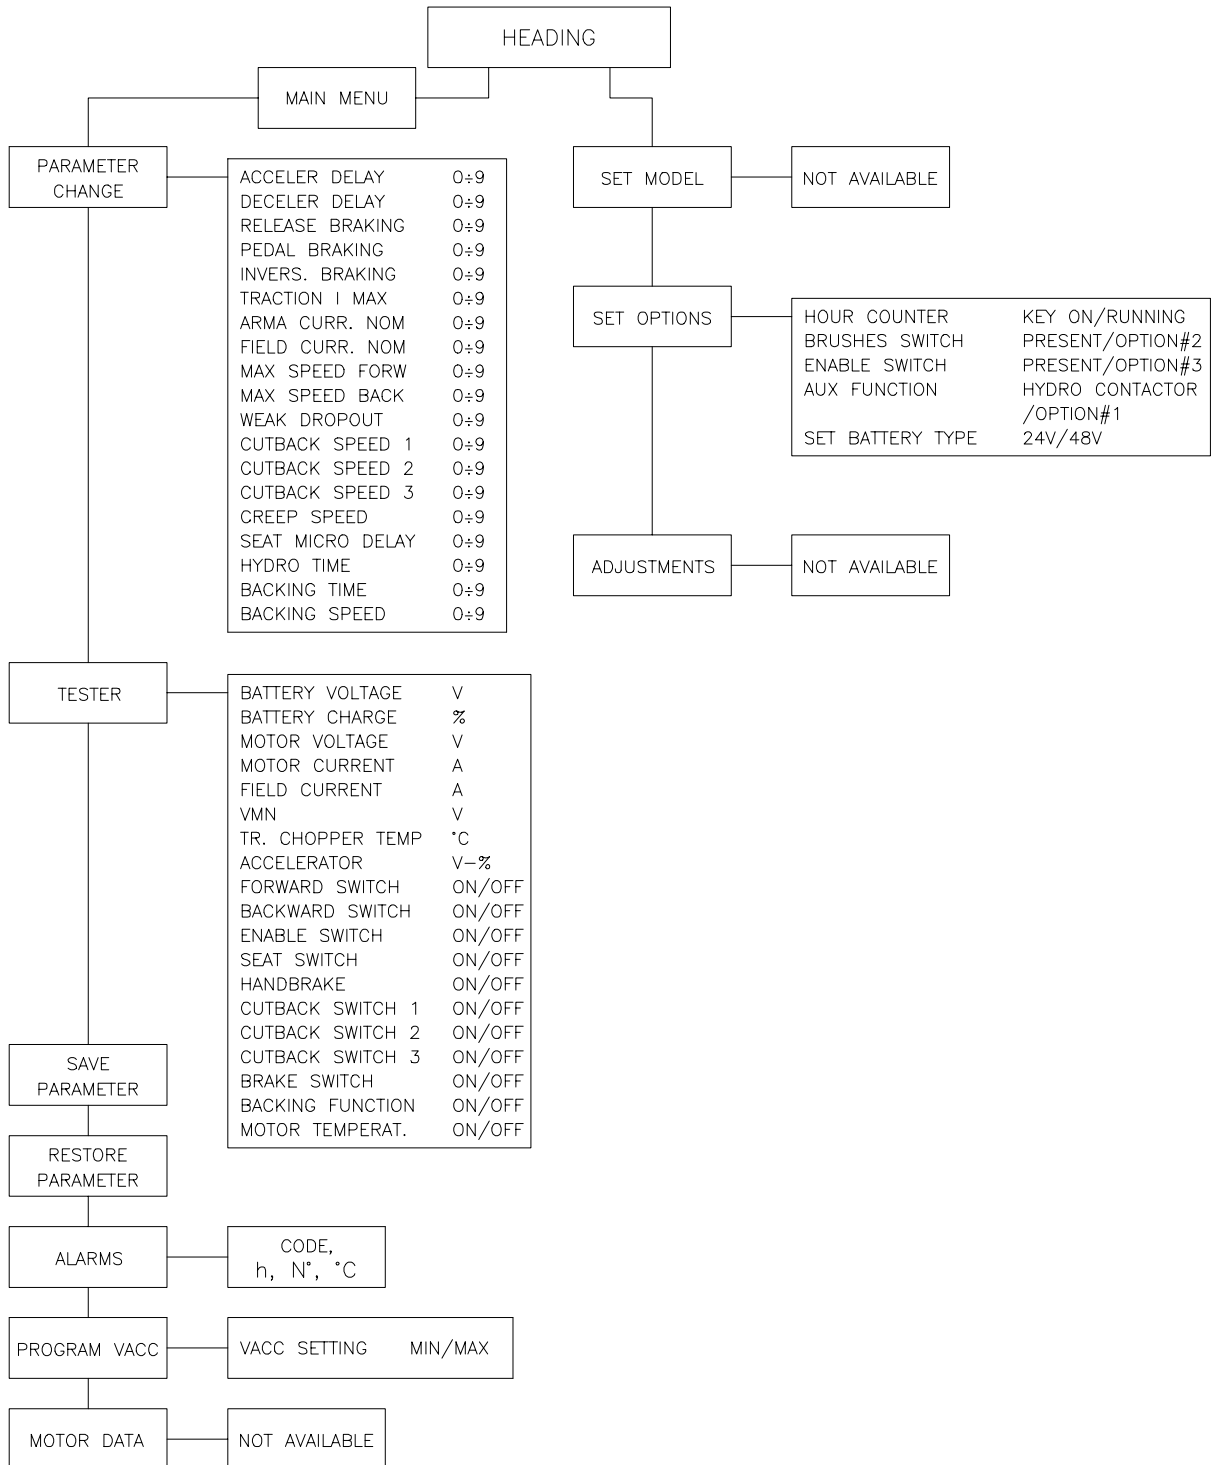 HEADING
MAIN MENU
PARAMETER
CHANGE
ACCELER DELAY 0÷9
DECELER DELAY 0÷9
RELEASE BRAKING 0÷9
PEDAL BRAKING 0÷9
INVERS. BRAKING 0÷9
TRACTION I MAX 0÷9
ARMA CURR. NOM 0÷9
FIELD CURR. NOM 0÷9
MAX SPEED FORW 0÷9
MAX SPEED BACK 0÷9
WEAK DROPOUT 0÷9
CUTBACK SPEED 1 0÷9
CUTBACK SPEED 2 0÷9
CUTBACK SPEED 3 0÷9
CREEP SPEED 0÷9
SEAT MICRO DELAY 0÷9
HYDRO TIME 0÷9
BACKING TIME 0÷9
BACKING SPEED 0÷9
SET MODEL
NOT AVAILABLE
SET OPTIONS
HOUR COUNTER KEY ON/RUNNING
BRUSHES SWITCH PRESENT/OPTION#2
ENABLE SWITCH PRESENT/OPTION#3
AUX FUNCTION HYDRO CONTACTOR
/OPTION#1
SET BATTERY TYPE 24V/48V
ADJUSTMENTS
NOT AVAILABLE
TESTER
BATTERY VOLTAGE V
BATTERY CHARGE %
MOTOR VOLTAGE V
MOTOR CURRENT A
FIELD CURRENT A
VMN V
TR. CHOPPER TEMP °C
ACCELERATOR V-%
FORWARD SWITCH ON/OFF
BACKWARD SWITCH ON/OFF
ENABLE SWITCH ON/OFF
SEAT SWITCH ON/OFF
HANDBRAKE ON/OFF
CUTBACK SWITCH 1 ON/OFF
CUTBACK SWITCH 2 ON/OFF
CUTBACK SWITCH 3 ON/OFF
BRAKE SWITCH ON/OFF
BACKING FUNCTION ON/OFF
MOTOR TEMPERAT. ON/OFF
SAVE
PARAMETER
RESTORE
PARAMETER
ALARMS
CODE,
h, N°, °C
PROGRAM VACC
VACC SETTING MIN/MAX
MOTOR DATA
NOT AVAILABLE